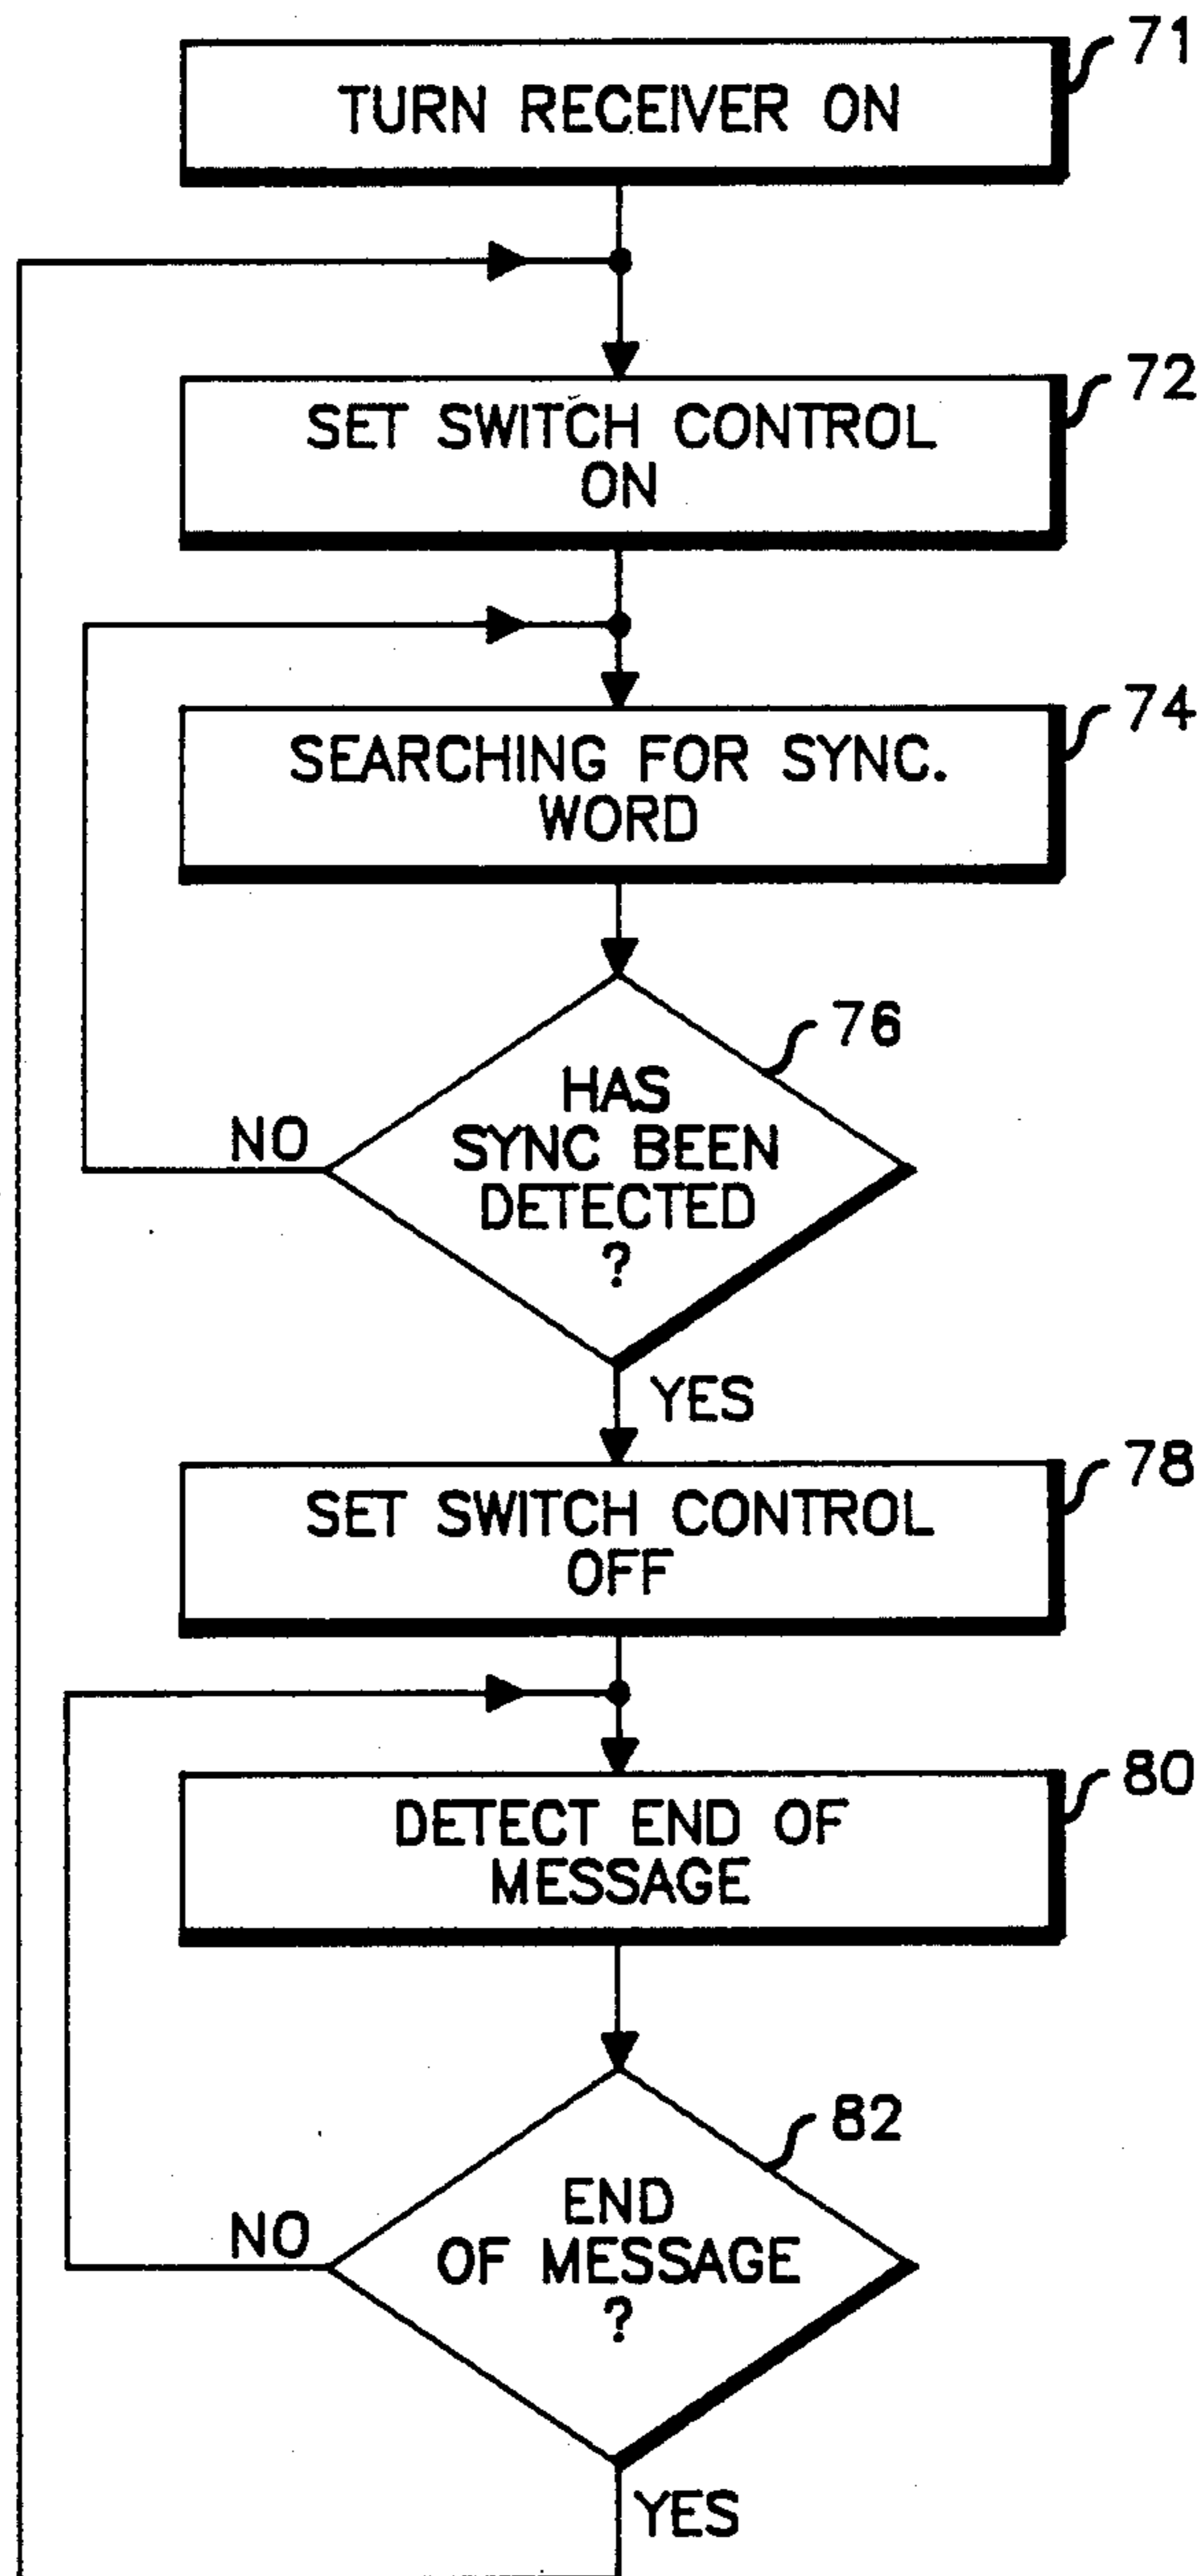 71
TURN RECEIVER ON
72
SET SWITCH CONTROL
ON
74
SEARCHING FOR SYNC.
WORD
76
HAS
SYNC BEEN
DETECTED
?
NO
YES
78
SET SWITCH CONTROL
OFF
80
DETECT END OF
MESSAGE
82
END
OF MESSAGE
?
NO
YES